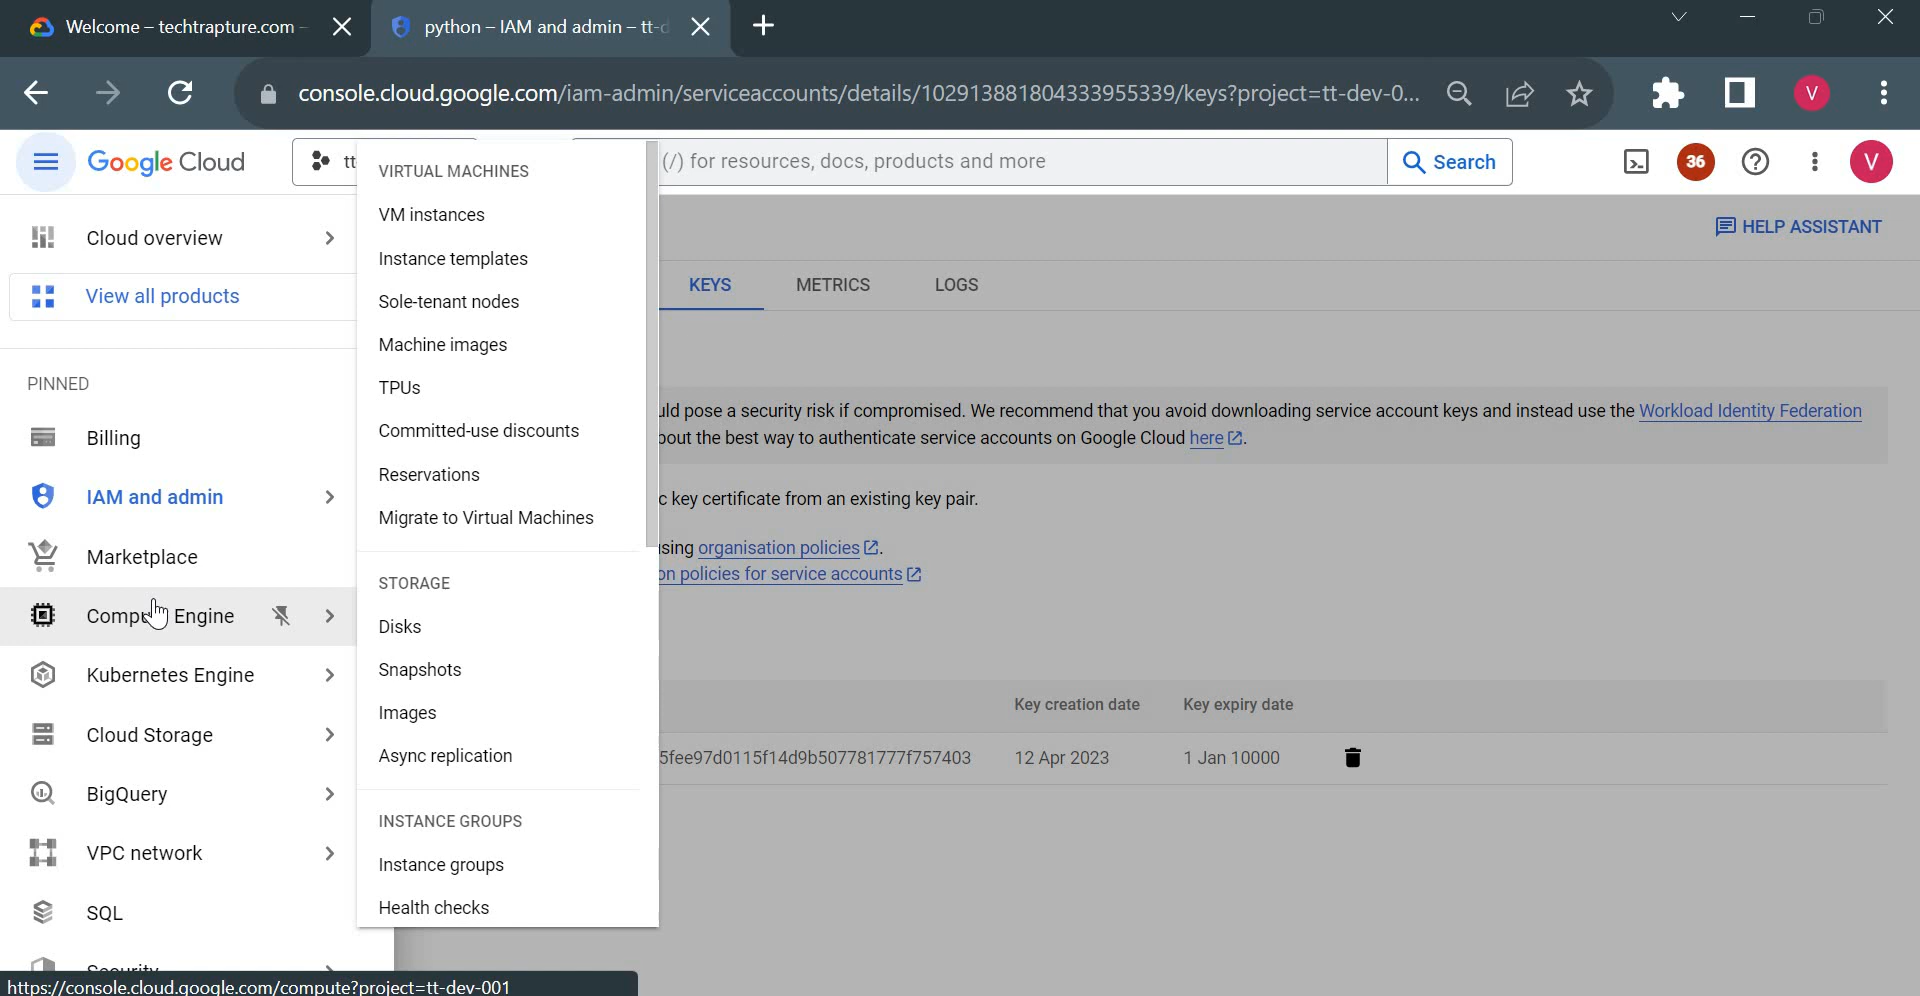 Welcome – techtrapture.com –
python – IAM and admin – tt-d
console.cloud.google.com/iam-admin/serviceaccounts/details/102913881804333955339/keys?project=tt-dev-0...
V
Google Cloud
tt
(/) for resources, docs, products and more
Search
36
V
Cloud overview
View all products
PINNED
Billing
IAM and admin
Marketplace
Compute Engine
Kubernetes Engine
Cloud Storage
BigQuery
VPC network
SQL
Security
VIRTUAL MACHINES
VM instances
Instance templates
Sole-tenant nodes
Machine images
TPUs
Committed-use discounts
Reservations
Migrate to Virtual Machines
STORAGE
Disks
Snapshots
Images
Async replication
INSTANCE GROUPS
Instance groups
Health checks
HELP ASSISTANT
KEYS METRICS LOGS
uld pose a security risk if compromised. We recommend that you avoid downloading service account keys and instead use the Workload Identity Federation
bout the best way to authenticate service accounts on Google Cloud here.
c key certificate from an existing key pair.
sing organisation policies.
on policies for service accounts
Key creation date Key expiry date
5fee97d0115f14d9b507781777f757403 12 Apr 2023 1 Jan 10000
https://console.cloud.google.com/compute?project=tt-dev-001